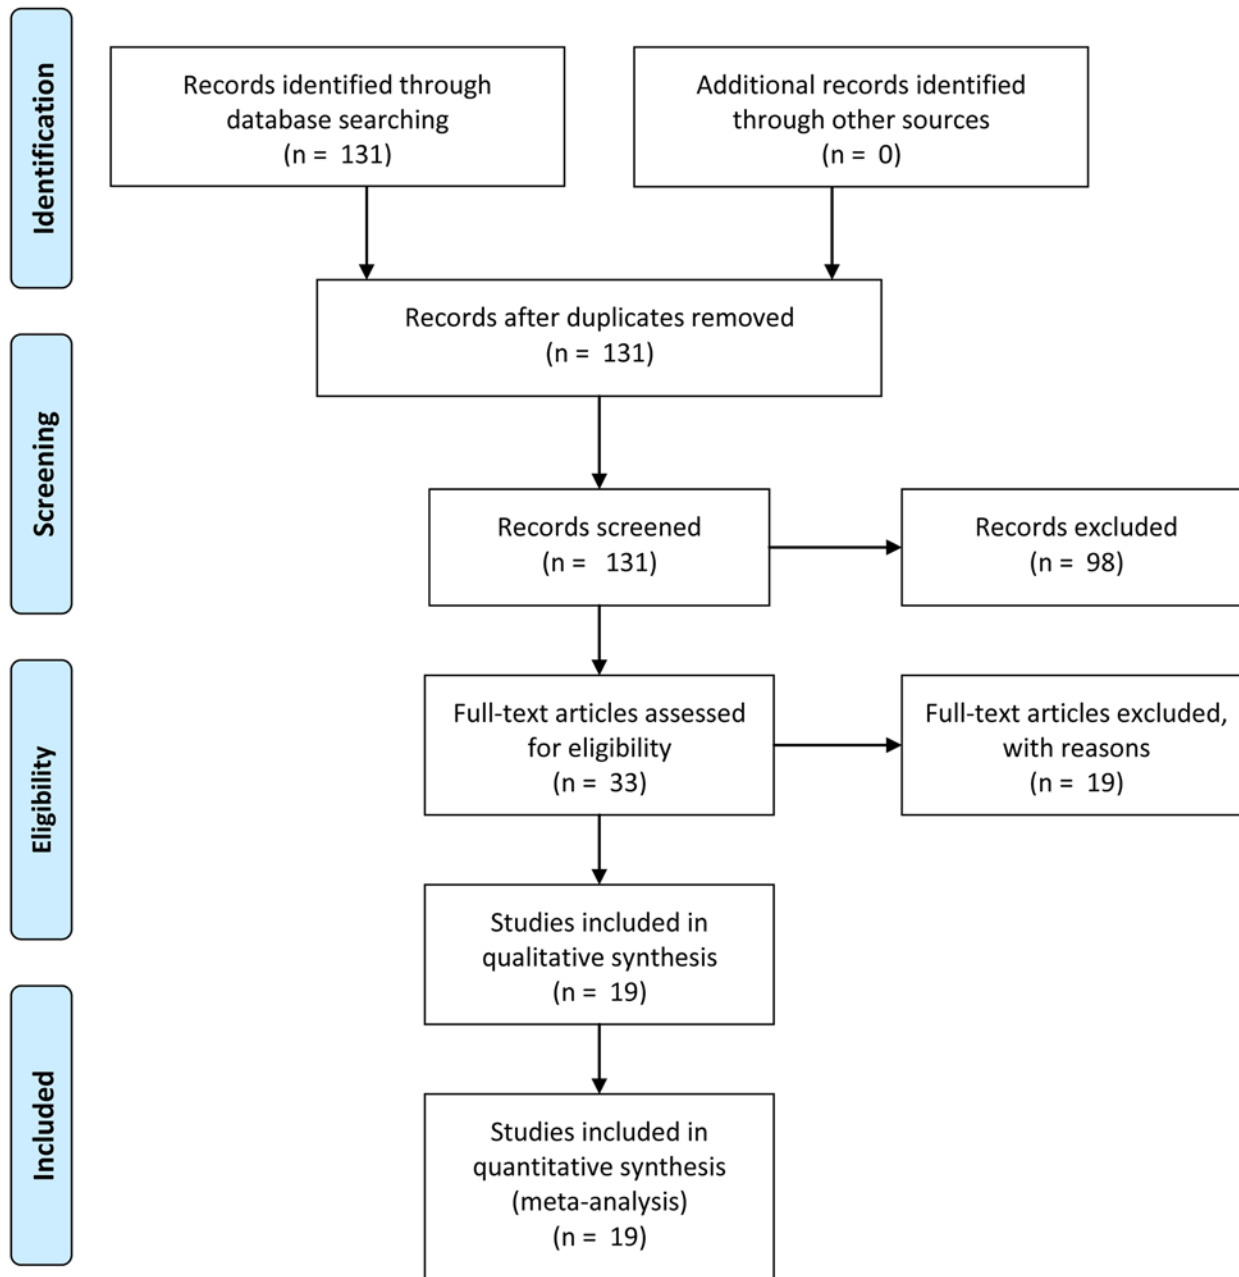 Identification
Records identified through
database searching
(n =  131)
Additional records identified
through other sources
(n =  0)
Records after duplicates removed
(n =  131)
Screening
Records screened
(n =   131)
Records excluded
(n =  98)
Eligibility
Full-text articles assessed
for eligibility
(n =  33)
Full-text articles excluded,
with reasons
(n =  19)
Studies included in
qualitative synthesis
(n =  19)
Included
Studies included in
quantitative synthesis
(meta-analysis)
(n =  19)